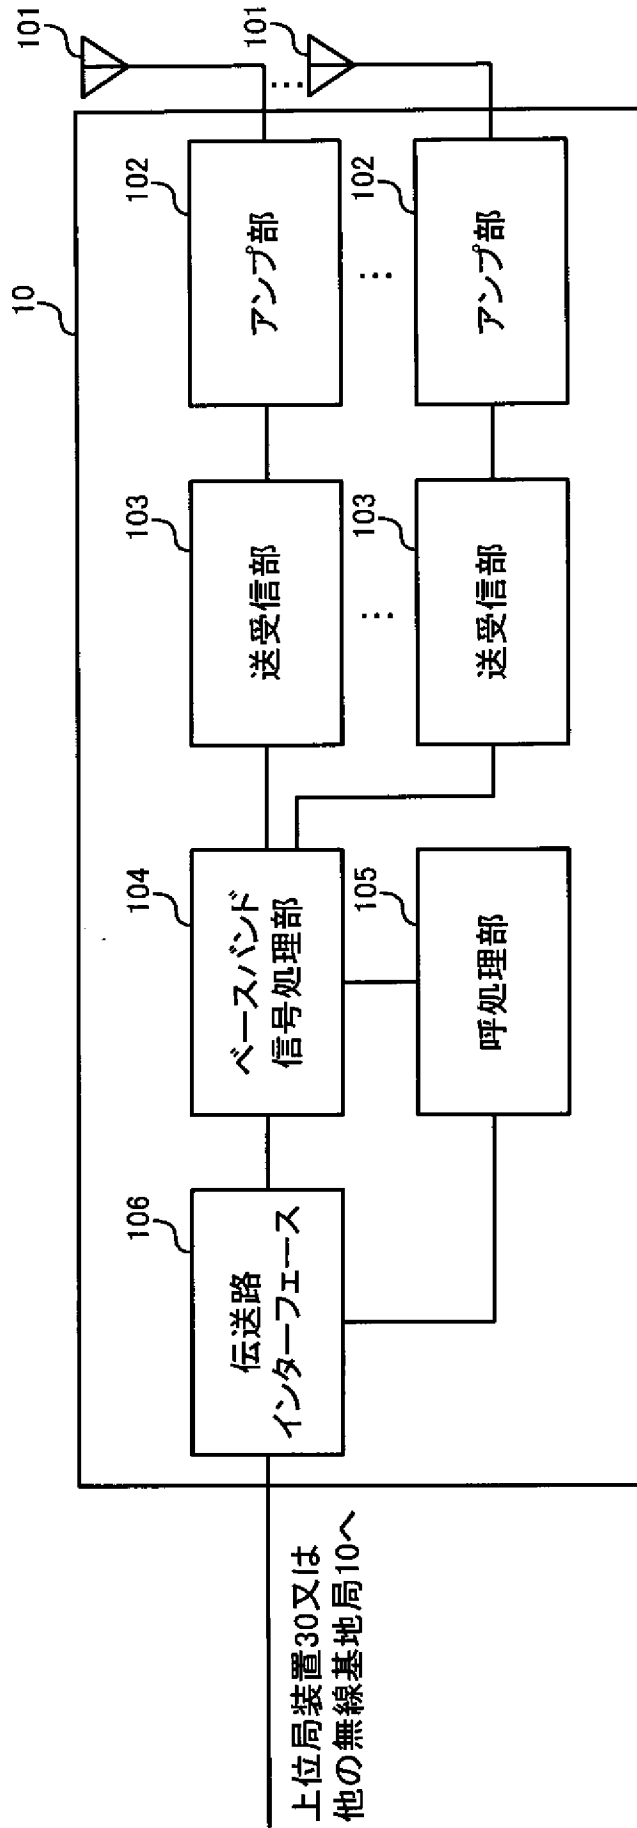 10
101
101
102
アンプ部
102
アンプ部
103
送受信部
103
送受信部
104
ベースバンド
信号処理部
105
呼処理部
106
伝送路
インターフェース
上位局装置30又は
他の無線基地局10へ